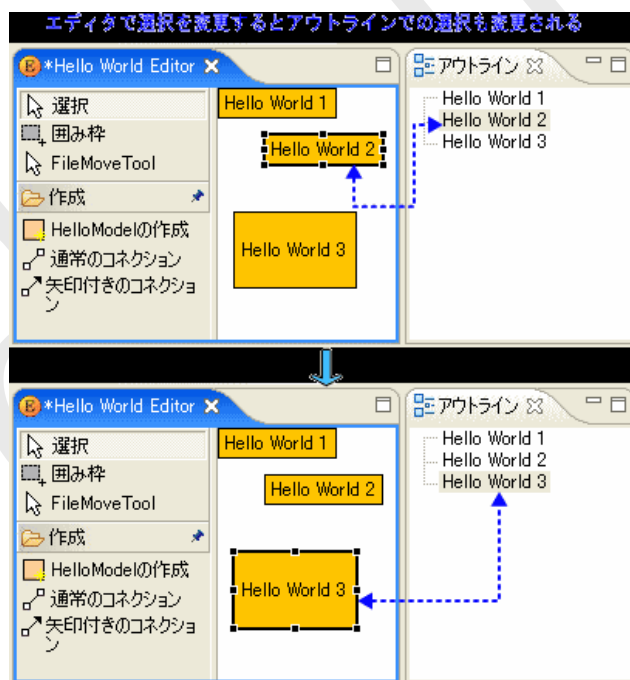 エディタで選択を変更するとアウトラインでの選択も変更される
*Hello World Editor
アウトライン
選択
囲み枠
FileMoveTool
作成
HelloModelの作成
通常のコネクション
矢印付きのコネクショ
ン
Hello World 1
Hello World 2
Hello World 3
Hello World 1
Hello World 2
Hello World 3
*Hello World Editor
アウトライン
選択
囲み枠
FileMoveTool
作成
HelloModelの作成
通常のコネクション
矢印付きのコネクショ
ン
Hello World 1
Hello World 2
Hello World 3
Hello World 1
Hello World 2
Hello World 3